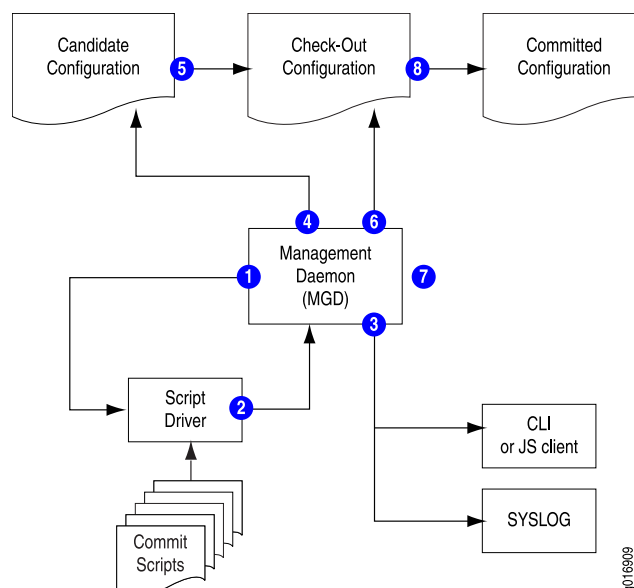 Candidate
Configuration
5
Check-Out
Configuration
8
Committed
Configuration
4
6
Management
Daemon
(MGD)
1
7
3
Script
Driver
2
CLI
or JS client
SYSLOG
Commit
Scripts
016909